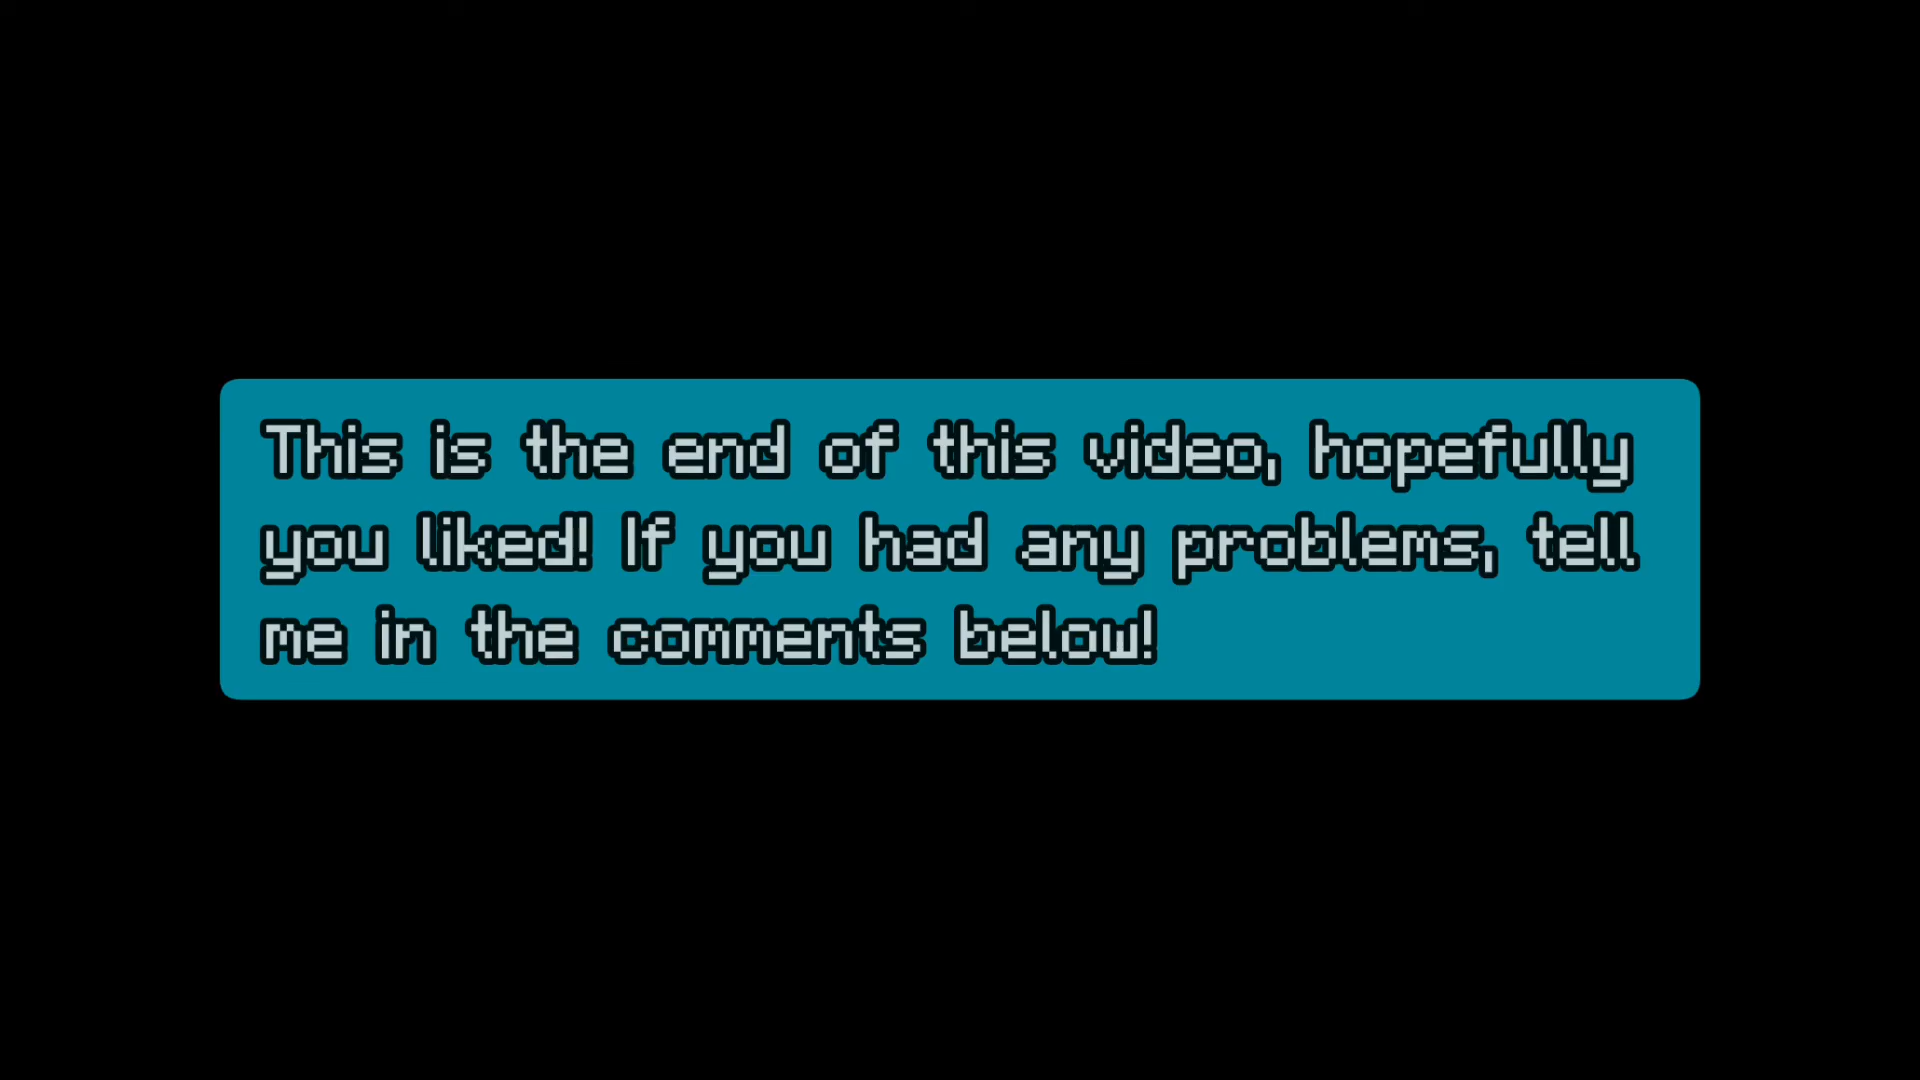 This is the end of this video, hopefully
you liked! If you had any problems, tell
me in the comments below!